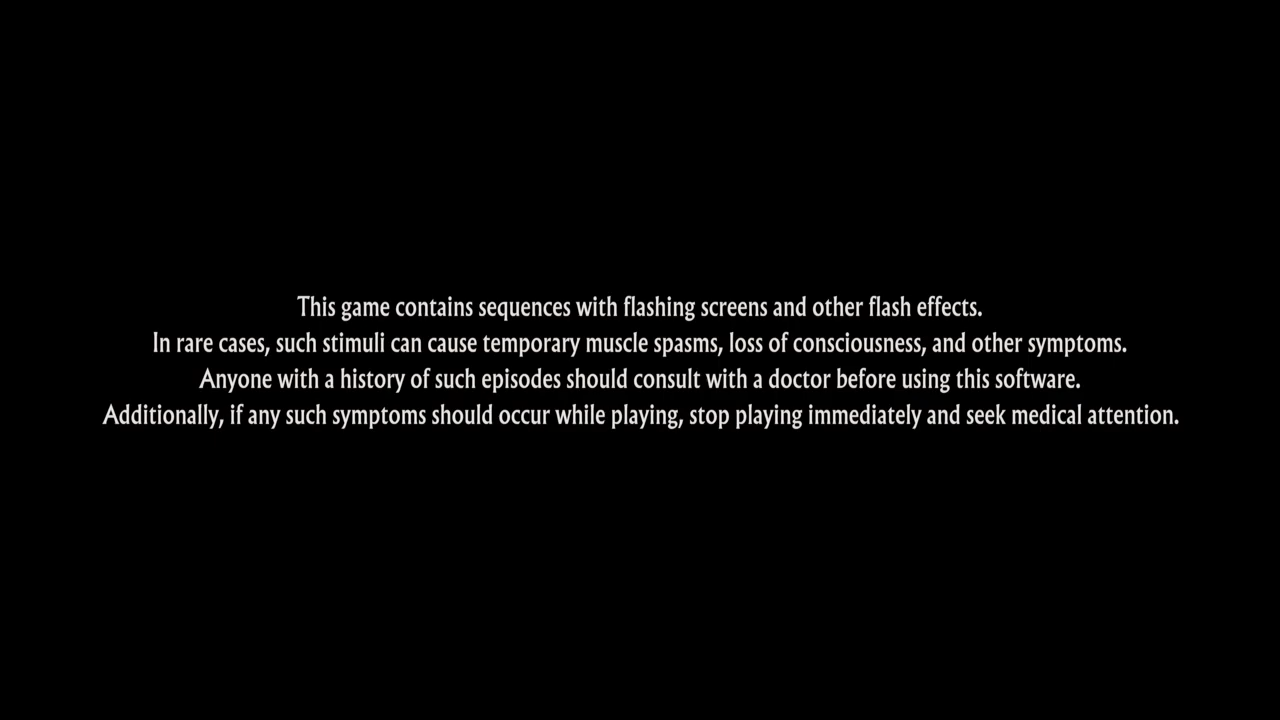 This game contains sequences with flashing screens and other flash effects.
In rare cases, such stimuli can cause temporary muscle spasms, loss of consciousness, and other symptoms.
Anyone with a history of such episodes should consult with a doctor before using this software.
Additionally, if any such symptoms should occur while playing, stop playing immediately and seek medical attention.